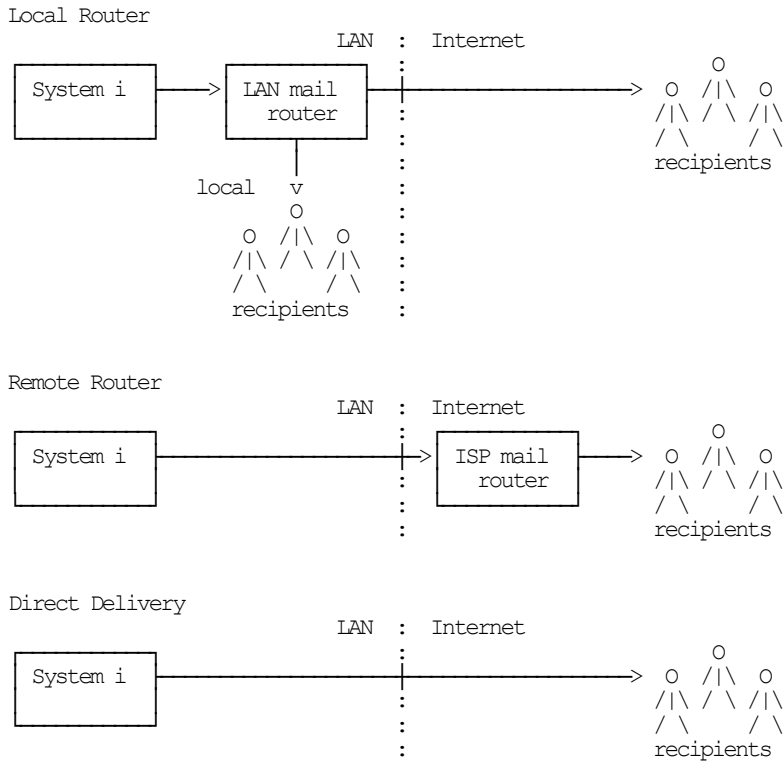 Local Router
LAN : Internet
System i
LAN mail
router
local v
recipients
recipients
Remote Router
LAN : Internet
System i
ISP mail
router
recipients
Direct Delivery
LAN : Internet
System i
recipients